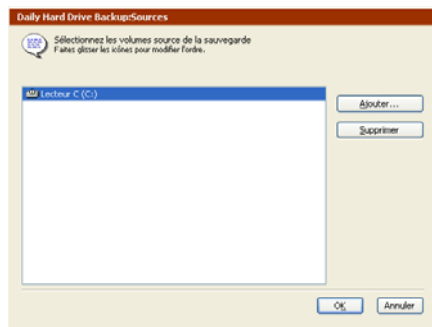 Daily Hard Drive Backup:Sources
Sélectionnez les volumes source de la sauvegarde
Faites glisser les icônes pour modifier l'ordre.
Lecteur C (C:)
Ajouter...
Supprimer
OK
Annuler